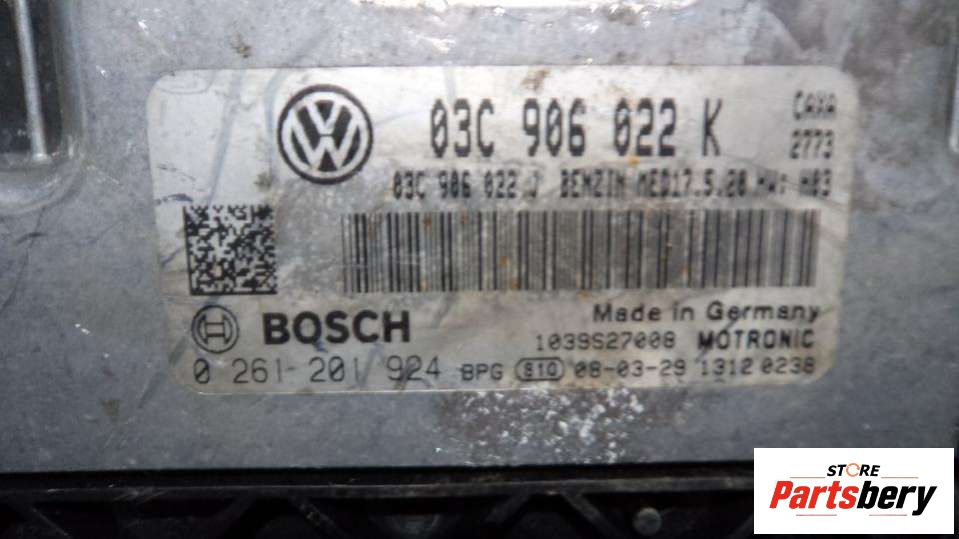 03C 906 022 K
CAXA
2773
03C 906 022 J BENZIN MED17.5.20 HW: H03
BOSCH
Made in Germany
1039S27008 MOTRONIC
0 261 201 924 BPG 810 08-03-29 1312 0238
STORE
Partsbery